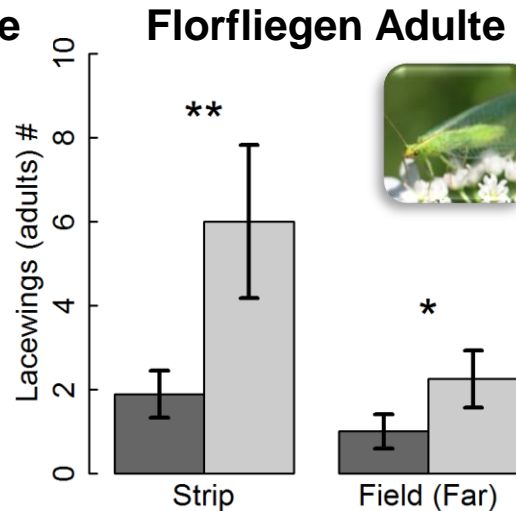 e Florfliegen Adulte
Lacewings (adults) #
10
8
6
4
2
0
**
*
Strip
Field (Far)